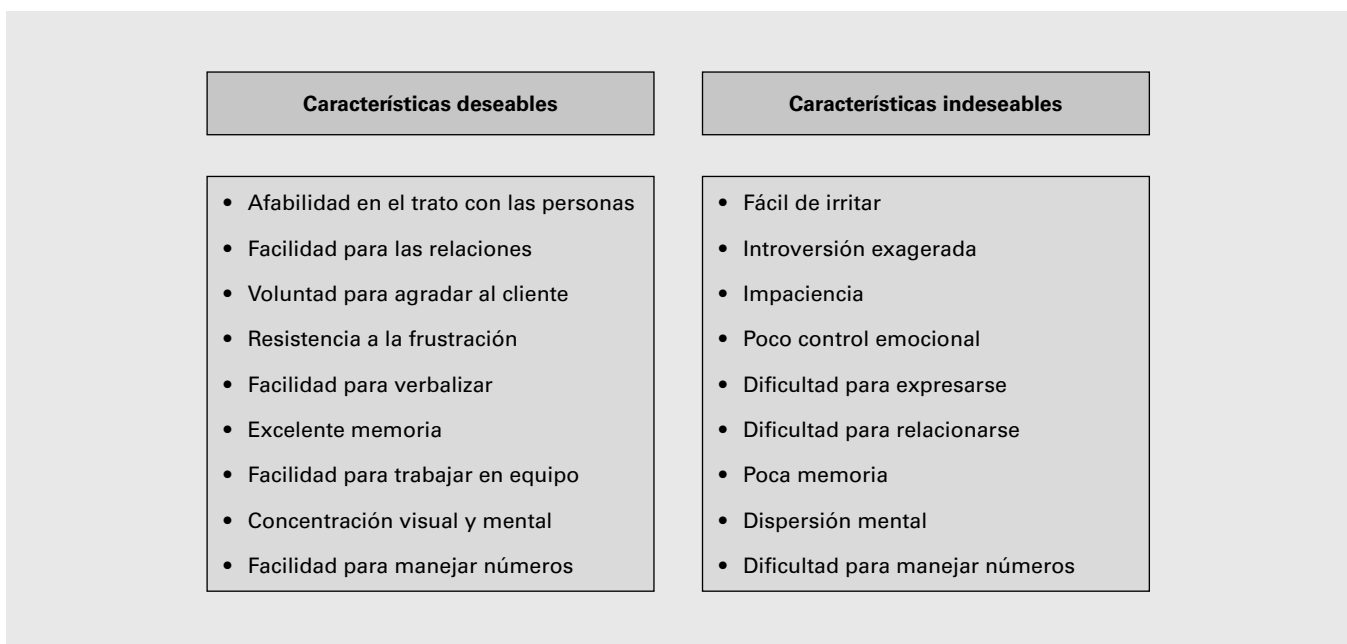 Características deseables
• Afabilidad en el trato con las personas
• Facilidad para las relaciones
• Voluntad para agradar al cliente
• Resistencia a la frustración
• Facilidad para verbalizar
• Excelente memoria
• Facilidad para trabajar en equipo
• Concentración visual y mental
• Facilidad para manejar números
Características indeseables
• Fácil de irritar
• Introversión exagerada
• Impaciencia
• Poco control emocional
• Dificultad para expresarse
• Dificultad para relacionarse
• Poca memoria
• Dispersión mental
• Dificultad para manejar números